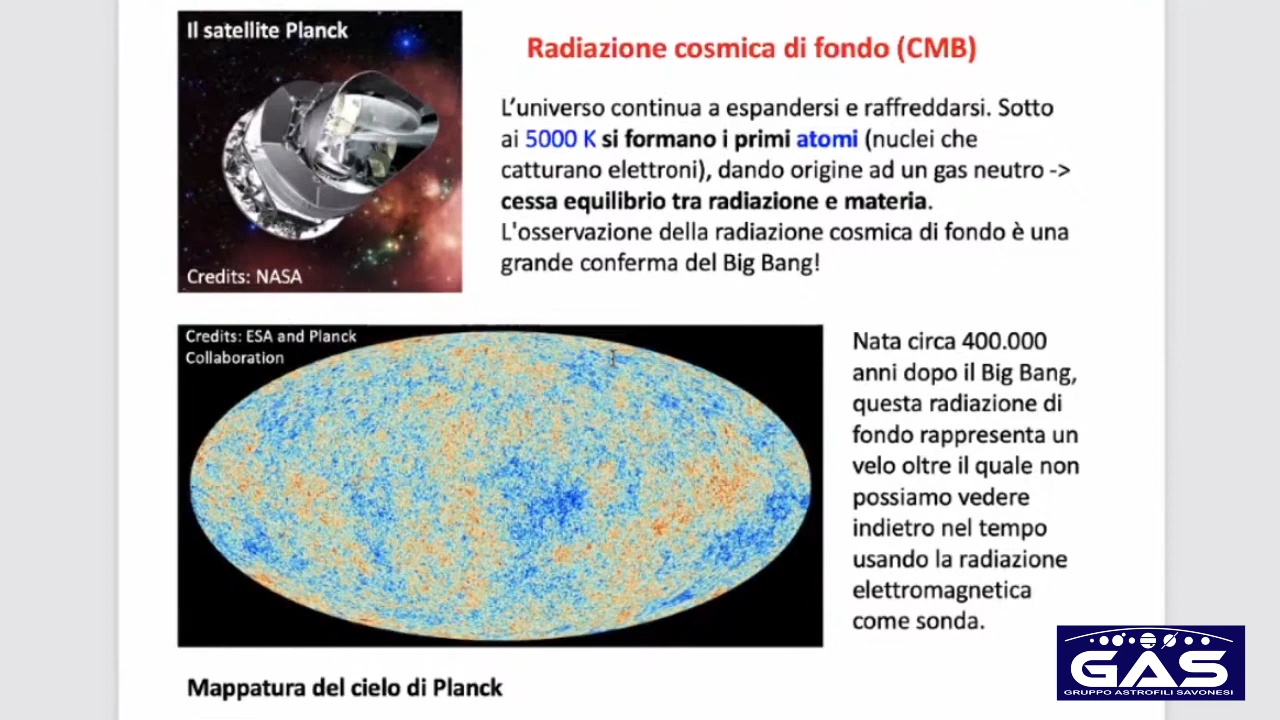 Il satellite Planck
Credits: NASA
Radiazione cosmica di fondo (CMB)
L’universo continua a espandersi e raffreddarsi. Sotto
ai 5000 K si formano i primi atomi (nuclei che
catturano elettroni), dando origine ad un gas neutro ->
cessa equilibrio tra radiazione e materia.
L'osservazione della radiazione cosmica di fondo è una
grande conferma del Big Bang!
Credits: ESA and Planck
Collaboration
Nata circa 400.000
anni dopo il Big Bang,
questa radiazione di
fondo rappresenta un
velo oltre il quale non
possiamo vedere
indietro nel tempo
usando la radiazione
elettromagnetica
come sonda.
Mappatura del cielo di Planck
GAS
GRUPPO ASTROFILI SAVONESI